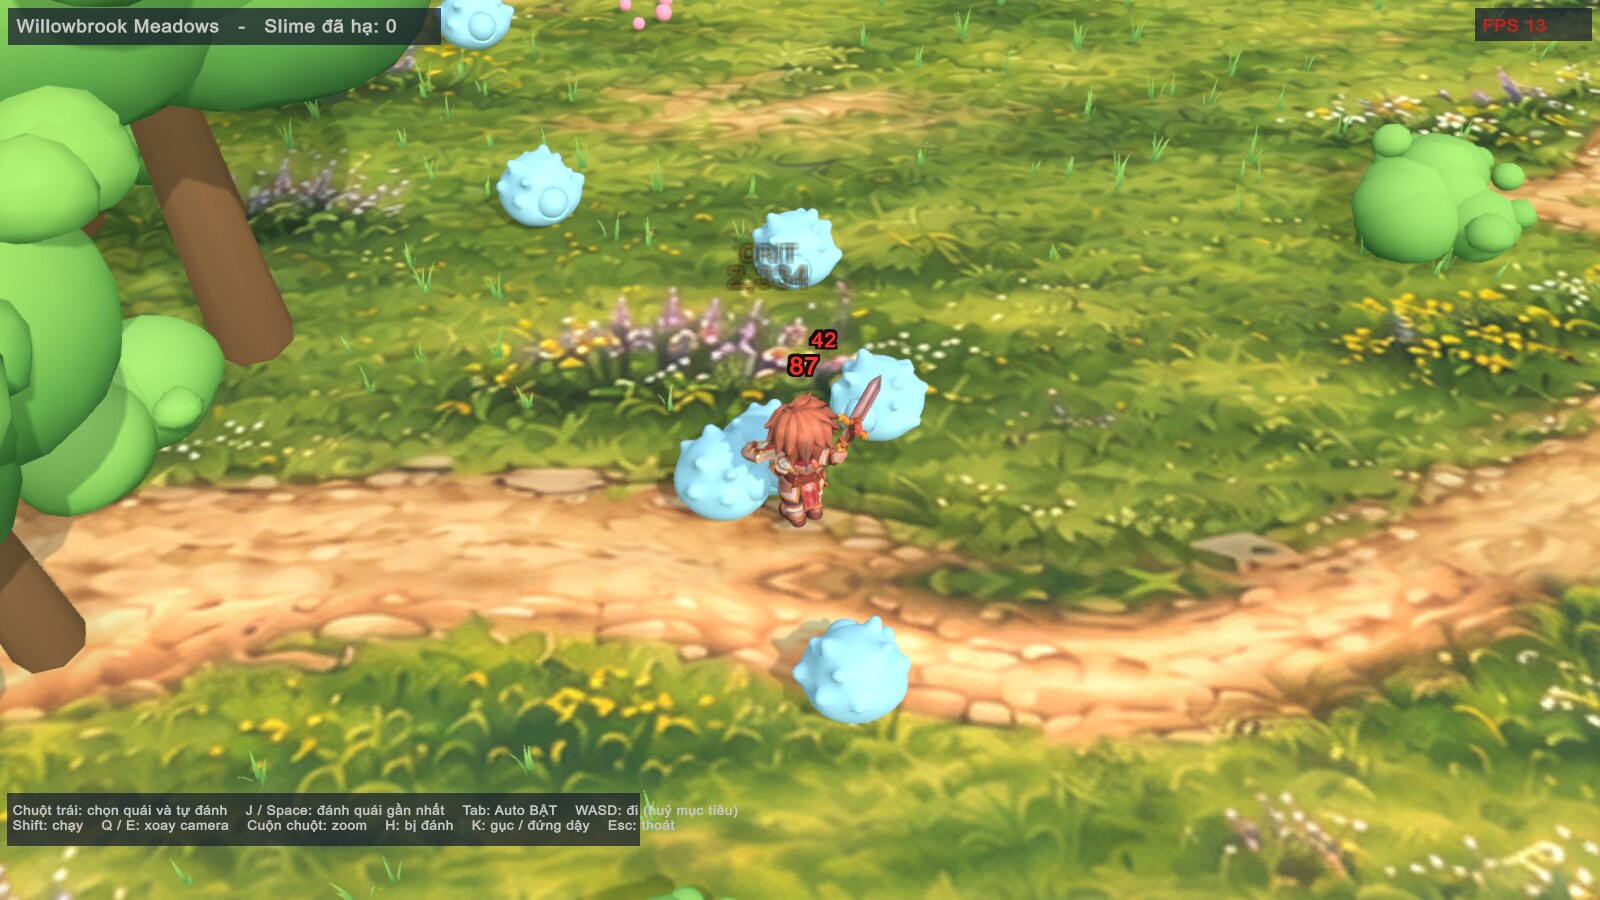 Willowbrook Meadows - Slime đã hạ: 0
FPS 13
CRIT
2,334
42
87
Chuột trái: chọn quái và tự đánh J / Space: đánh quái gần nhất Tab: Auto BẬT WASD: đi (huỷ mục tiêu)
Shift: chạy Q / E: xoay camera Cuộn chuột: zoom H: bị đánh K: gục / đứng dậy Esc: thoát